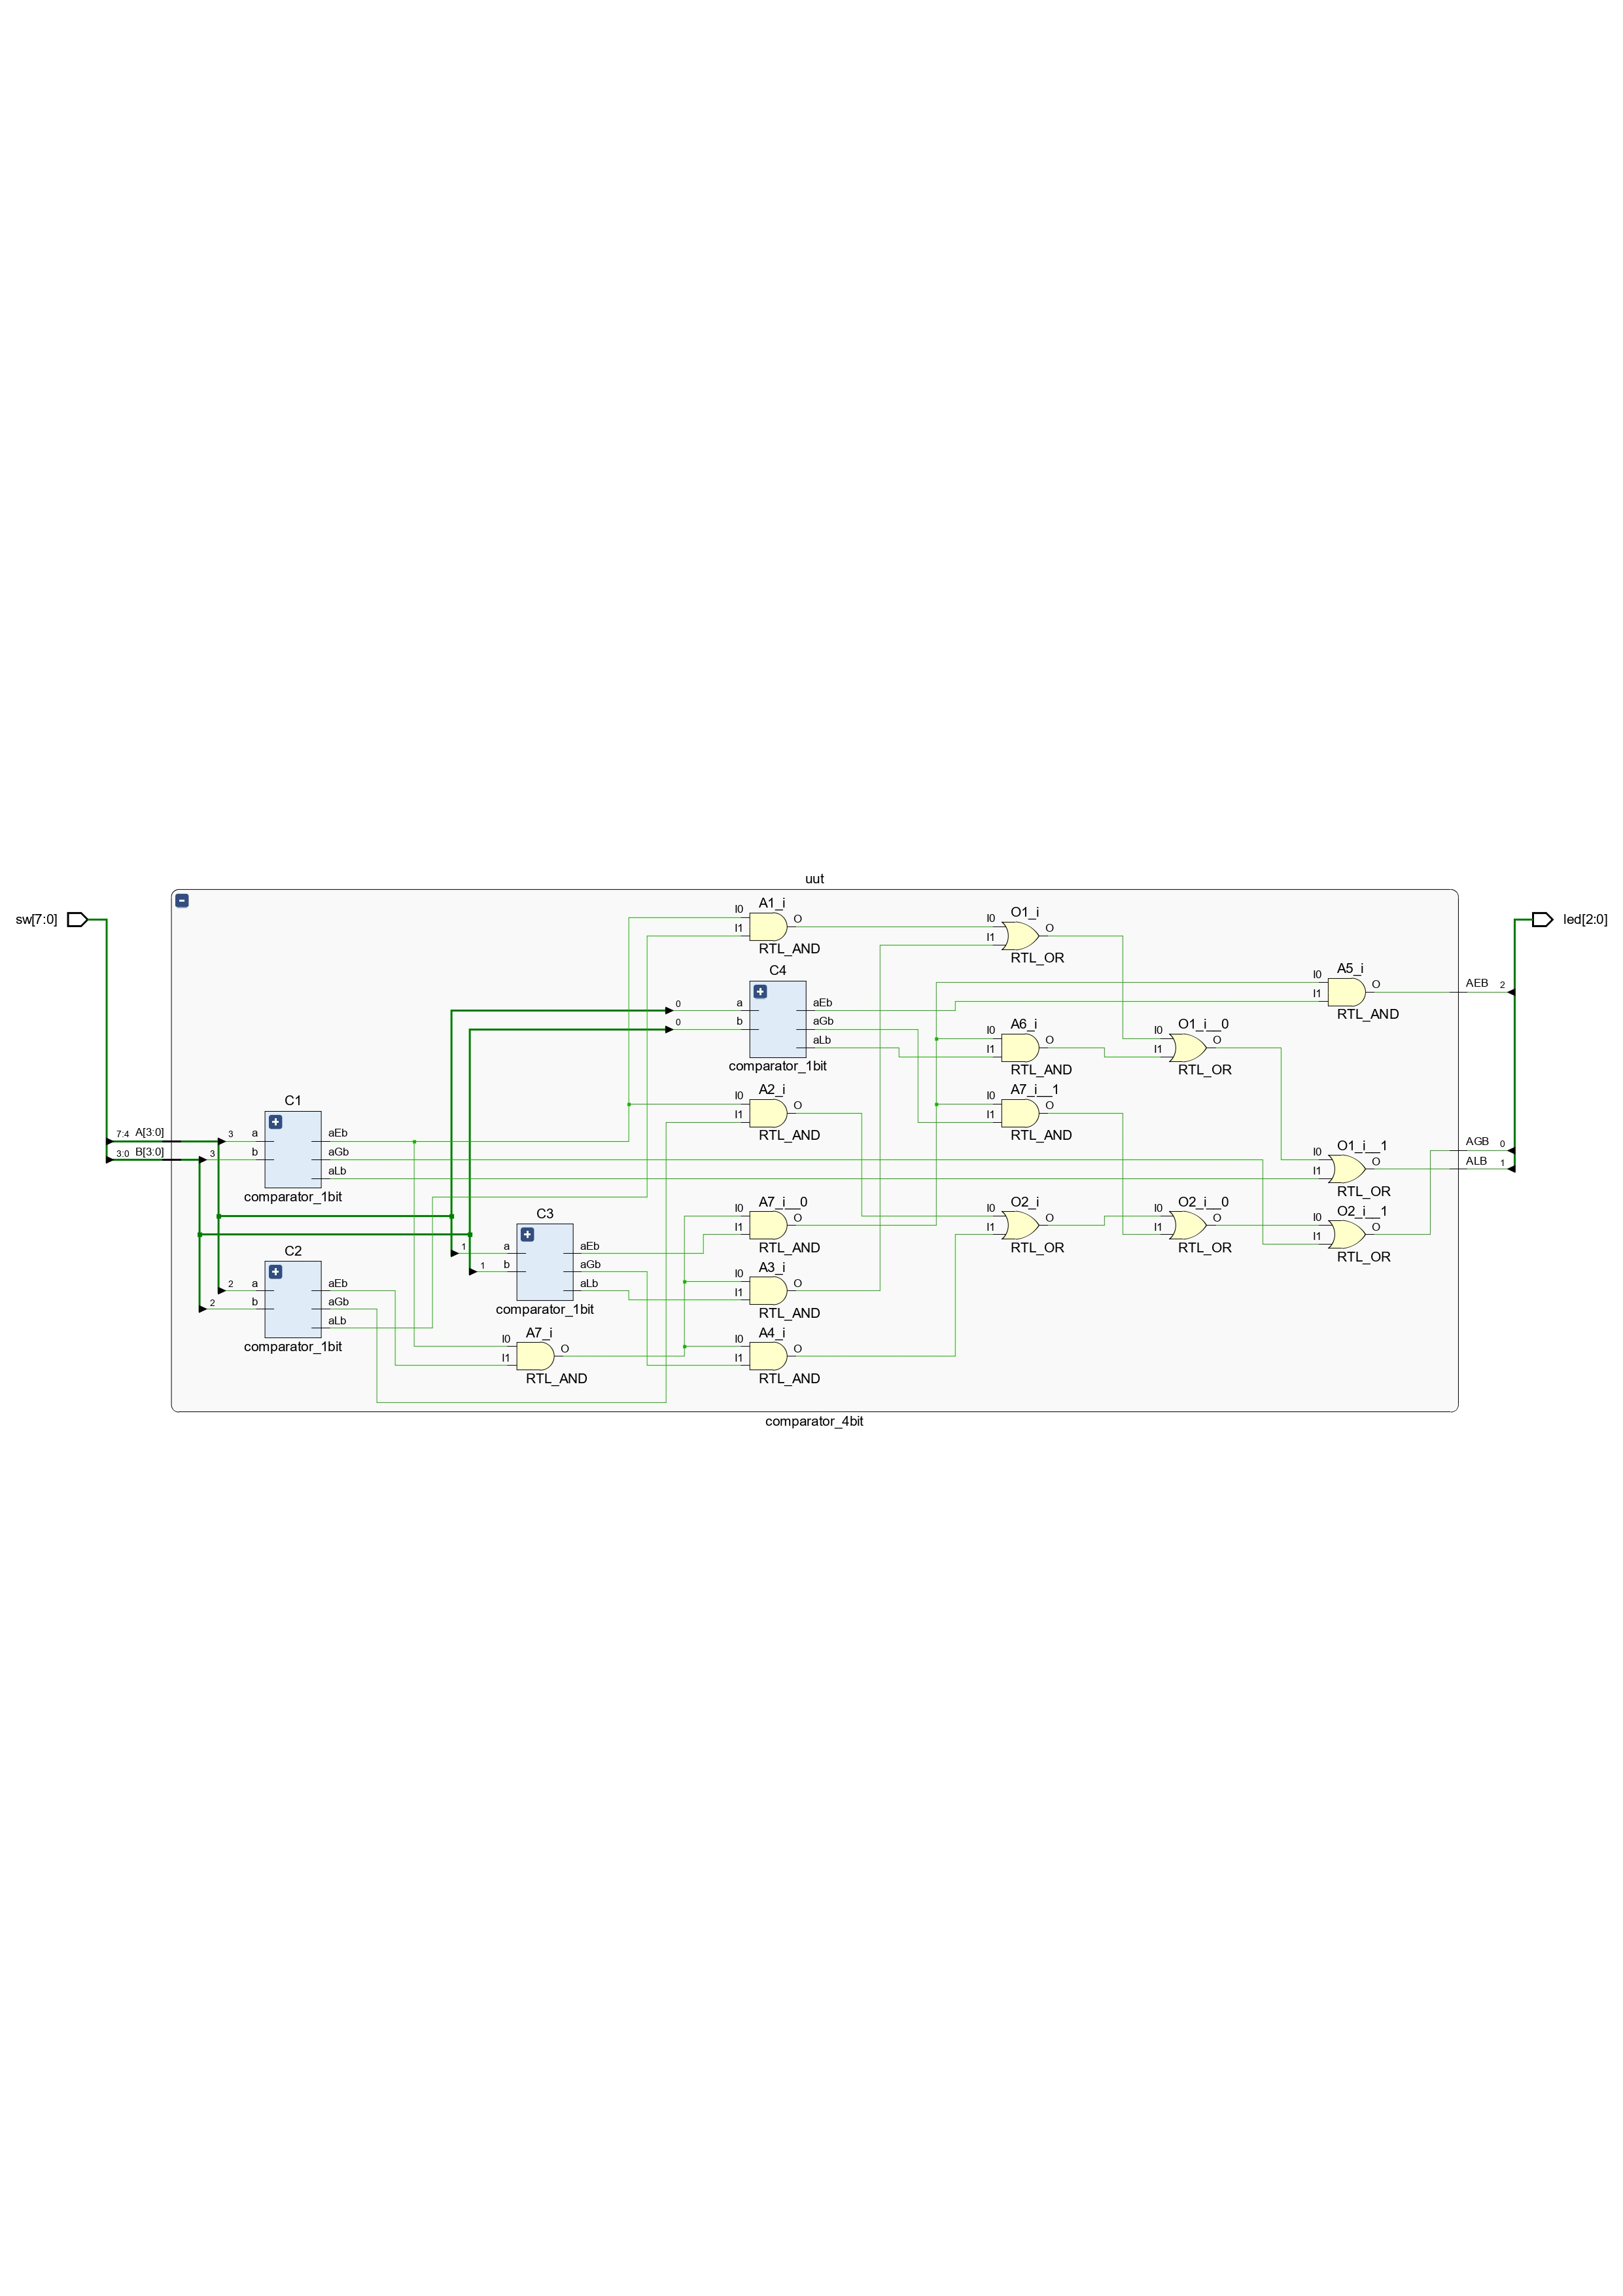 uut
sw[7:0]
led[2:0]
A1_i
I0
I1
O
RTL_AND
O1_i
I0
I1
O
RTL_OR
C4
0 a
0 b
aEb
aGb
aLb
comparator_1bit
A5_i
I0
I1
O
RTL_AND
AEB 2
A6_i
I0
I1
O
RTL_AND
O1_i__0
I0
I1
O
RTL_OR
A2_i
I0
I1
O
RTL_AND
A7_i__1
I0
I1
O
RTL_AND
C1
7:4 A[3:0] 3 a
3:0 B[3:0] 3 b
aEb
aGb
aLb
comparator_1bit
O1_i__1
I0
I1
O
RTL_OR
AGB 0
ALB 1
A7_i__0
I0
I1
O
RTL_AND
O2_i
I0
I1
O
RTL_OR
O2_i__0
I0
I1
O
RTL_OR
O2_i__1
I0
I1
O
RTL_OR
C3
1 a
1 b
aEb
aGb
aLb
comparator_1bit
A3_i
I0
I1
O
RTL_AND
C2
2 a
2 b
aEb
aGb
aLb
comparator_1bit
A7_i
I0
I1
O
RTL_AND
A4_i
I0
I1
O
RTL_AND
comparator_4bit